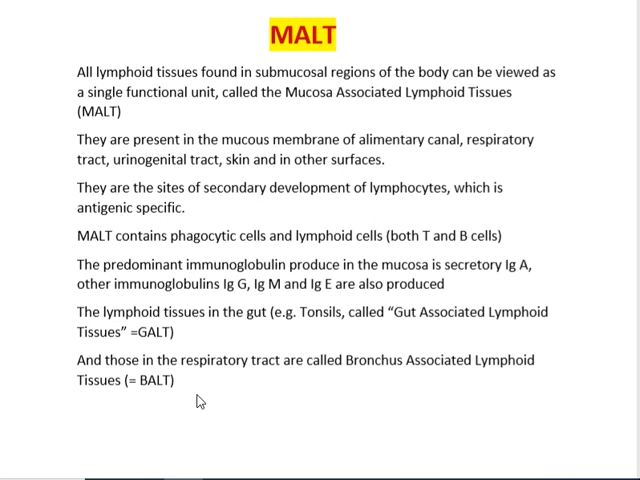 MALT
All lymphoid tissues found in submucosal regions of the body can be viewed as
a single functional unit, called the Mucosa Associated Lymphoid Tissues
(MALT)
They are present in the mucous membrane of alimentary canal, respiratory
tract, urinogenital tract, skin and in other surfaces.
They are the sites of secondary development of lymphocytes, which is
antigenic specific.
MALT contains phagocytic cells and lymphoid cells (both T and B cells)
The predominant immunoglobulin produce in the mucosa is secretory Ig A,
other immunoglobulins Ig G, Ig M and Ig E are also produced
The lymphoid tissues in the gut (e.g. Tonsils, called “Gut Associated Lymphoid
Tissues” =GALT)
And those in the respiratory tract are called Bronchus Associated Lymphoid
Tissues (= BALT)